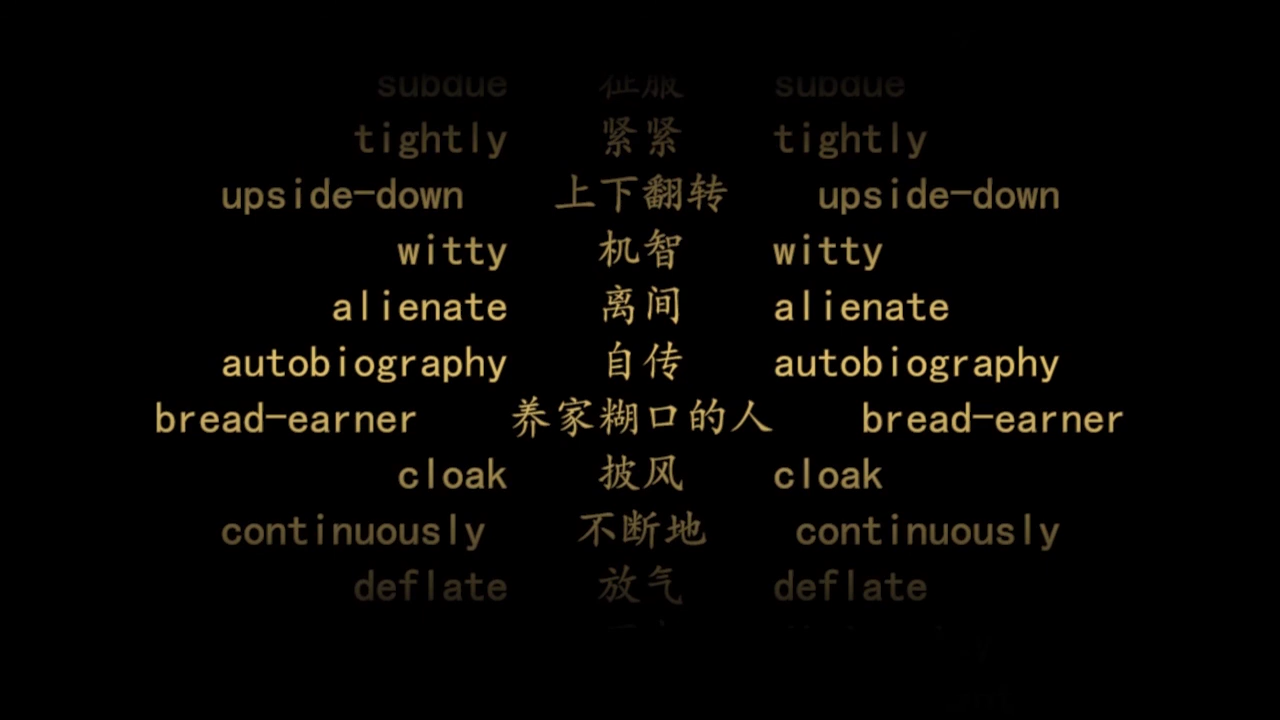 subdue 征服 subdue
tightly 紧紧 tightly
upside-down 上下翻转 upside-down
witty 机智 witty
alienate 离间 alienate
autobiography 自传 autobiography
bread-earner 养家糊口的人 bread-earner
cloak 披风 cloak
continuously 不断地 continuously
deflate 放气 deflate